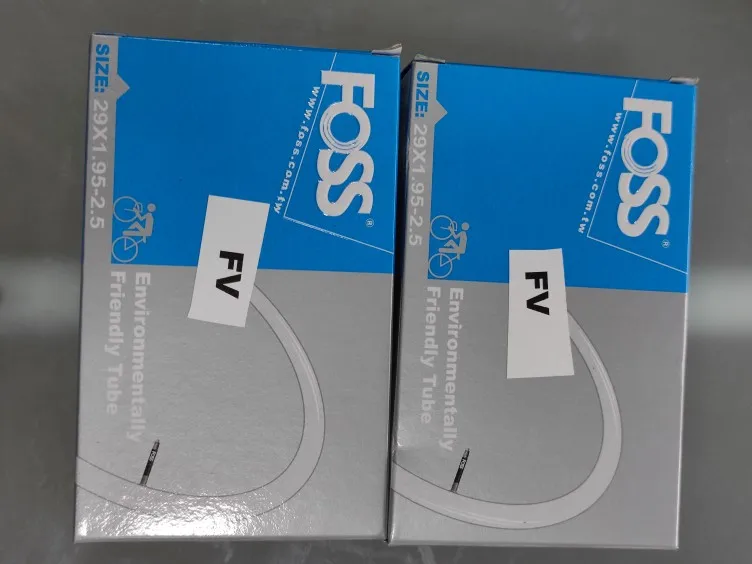 SIZE: 29X1.95-2.5
FOSS®
www.foss.com.tw
FV
Environmentally
Friendly Tube
SIZE: 29X1.95-2.5
FOSS®
www.foss.com.tw
FV
Environmentally
Friendly Tube